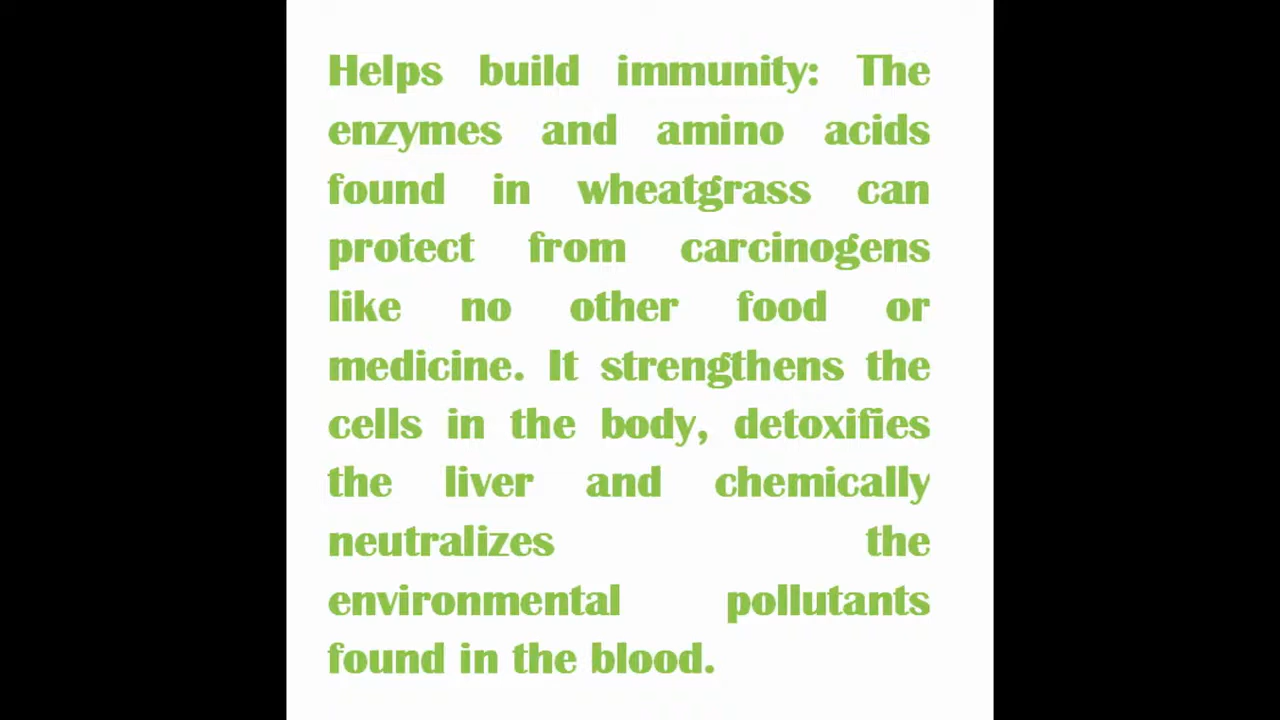 Helps build immunity: The
enzymes and amino acids
found in wheatgrass can
protect from carcinogens
like no other food or
medicine. It strengthens the
cells in the body, detoxifies
the liver and chemically
neutralizes the
environmental pollutants
found in the blood.